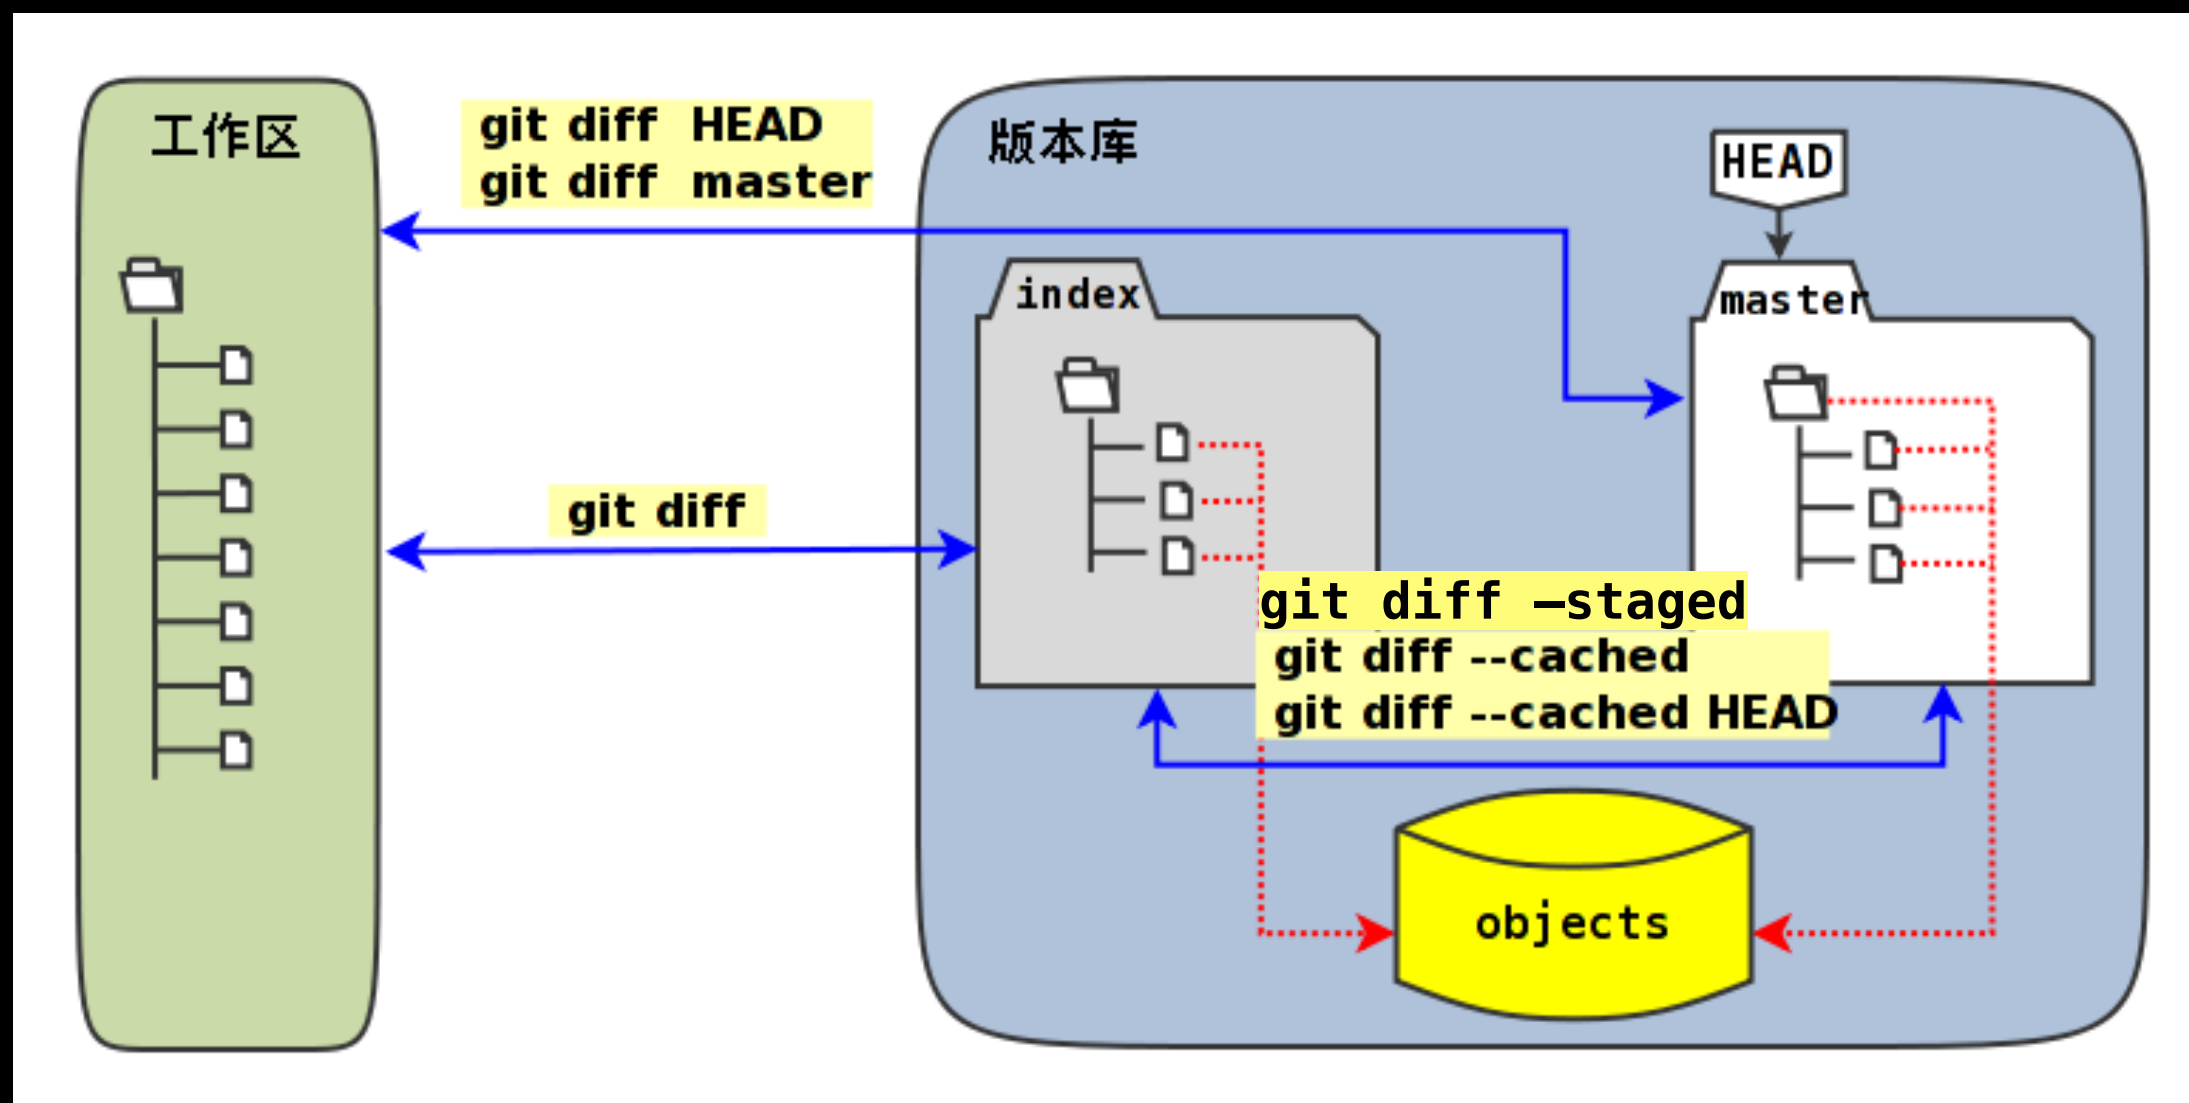 工作区
git diff HEAD
git diff master
版本库
HEAD
index
master
git diff
git diff —staged
git diff --cached
git diff --cached HEAD
objects